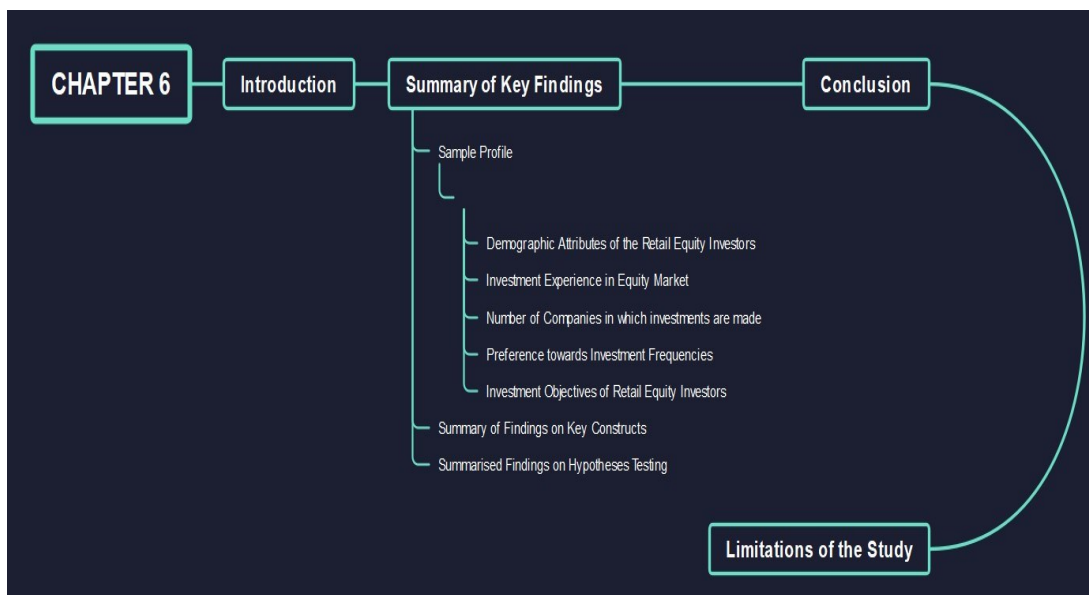 CHAPTER 6
Introduction
Summary of Key Findings
Conclusion
Sample Profile
Demographic Attributes of the Retail Equity Investors
Investment Experience in Equity Market
Number of Companies in which investments are made
Preference towards Investment Frequencies
Investment Objectives of Retail Equity Investors
Summary of Findings on Key Constructs
Summarised Findings on Hypotheses Testing
Limitations of the Study